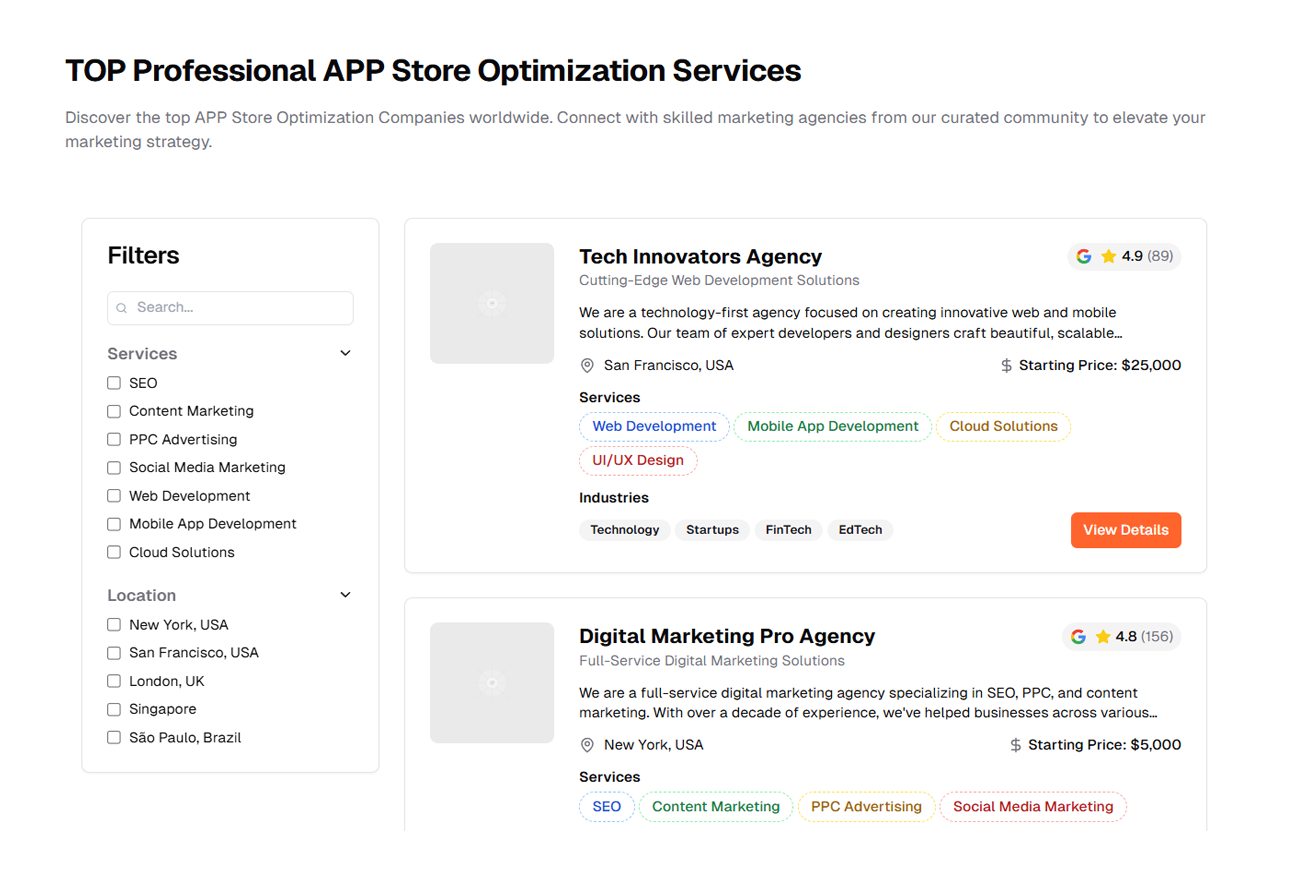 TOP Professional APP Store Optimization Services
Discover the top APP Store Optimization Companies worldwide. Connect with skilled marketing agencies from our curated community to elevate your
marketing strategy.
Filters
Search...
Services
SEO
Content Marketing
PPC Advertising
Social Media Marketing
Web Development
Mobile App Development
Cloud Solutions
Location
New York, USA
San Francisco, USA
London, UK
Singapore
São Paulo, Brazil
Tech Innovators Agency
4.9 (89)
Cutting-Edge Web Development Solutions
We are a technology-first agency focused on creating innovative web and mobile
solutions. Our team of expert developers and designers craft beautiful, scalable...
San Francisco, USA
$ Starting Price: $25,000
Services
Web Development Mobile App Development Cloud Solutions
UI/UX Design
Industries
Technology Startups FinTech EdTech
View Details
Digital Marketing Pro Agency
4.8 (156)
Full-Service Digital Marketing Solutions
We are a full-service digital marketing agency specializing in SEO, PPC, and content
marketing. With over a decade of experience, we've helped businesses across various...
New York, USA
$ Starting Price: $5,000
Services
SEO Content Marketing PPC Advertising Social Media Marketing